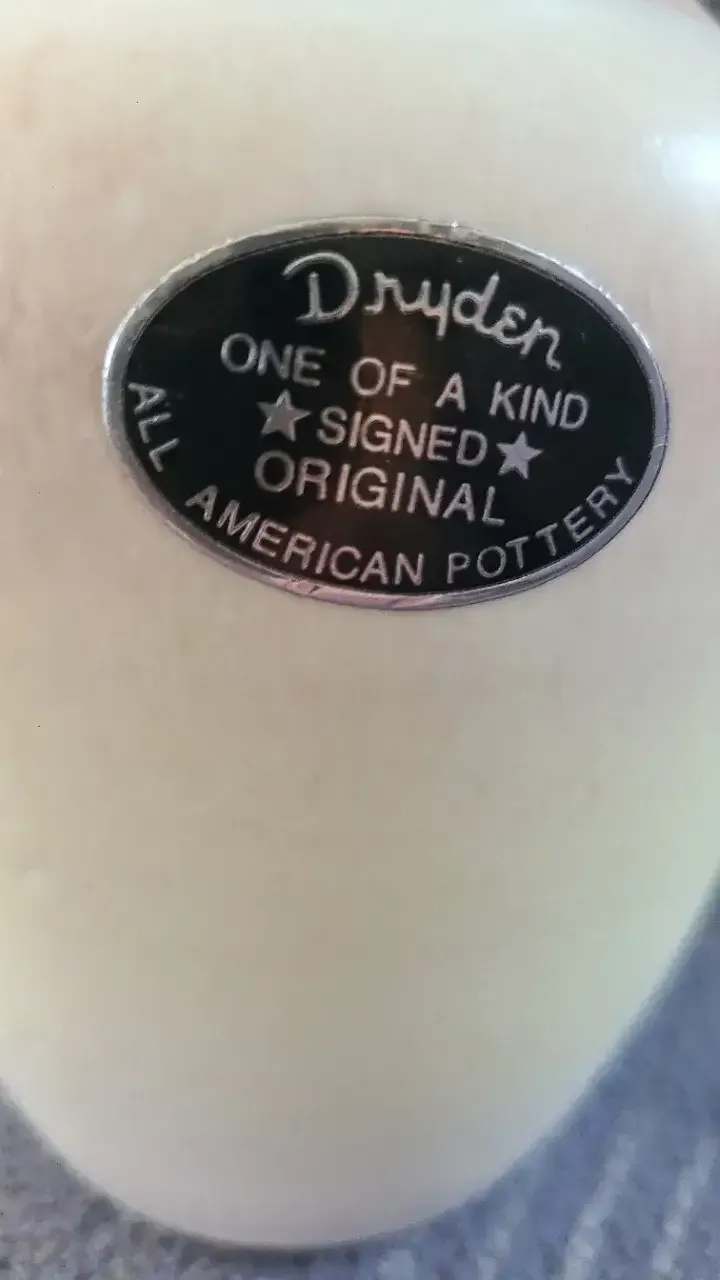 Dryden
ONE OF A KIND
★ SIGNED ★
ORIGINAL
ALL AMERICAN POTTERY